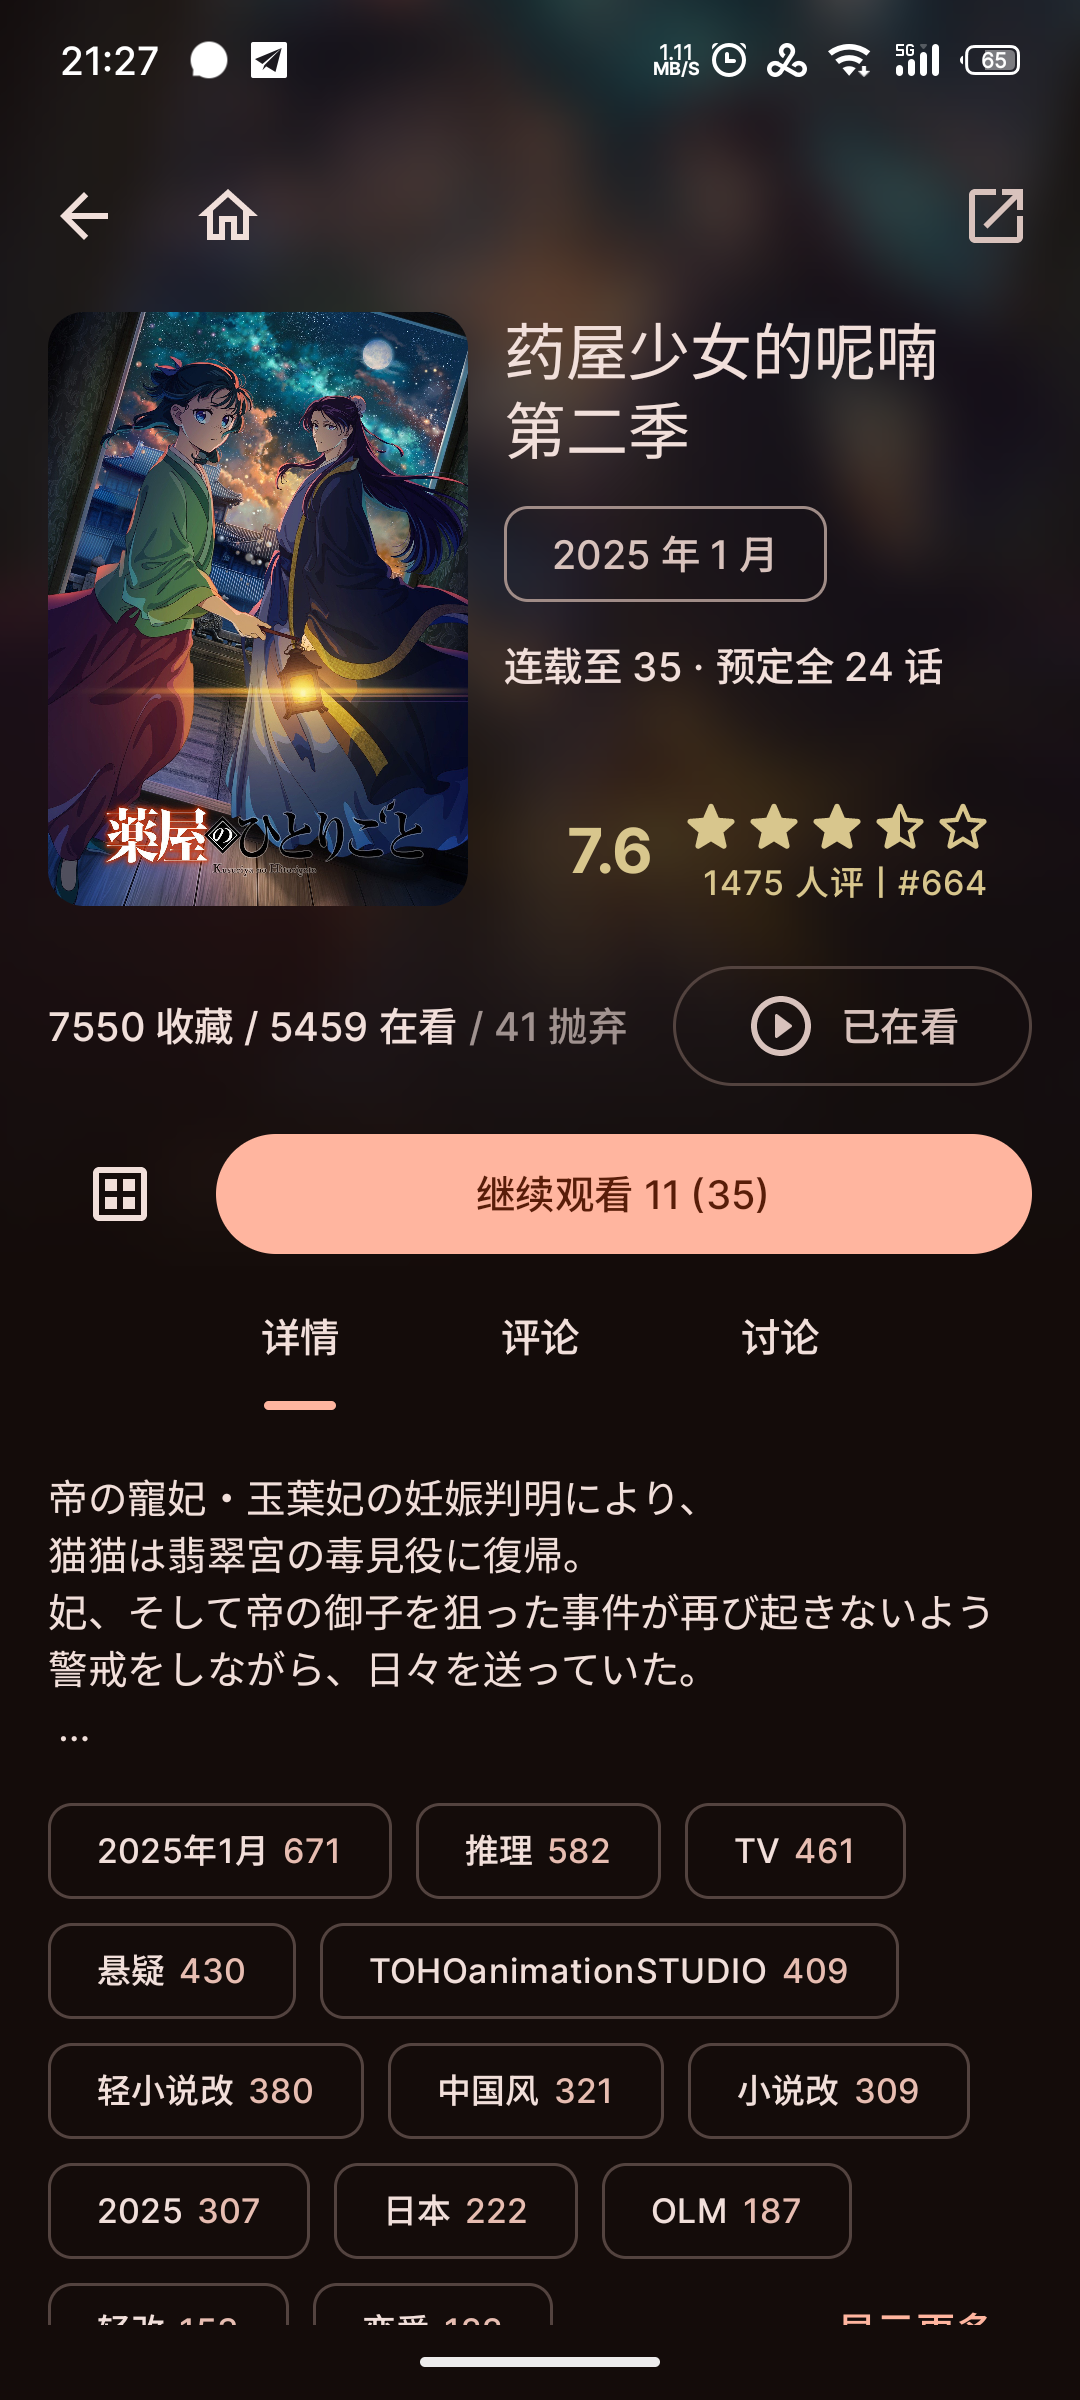 21:27
1.11
MB/S
5G
65
药屋少女的呢喃
第二季
2025 年 1 月
连载至 35 · 预定全 24 话
薬屋のひとりごと
7.6
1475 人评 | #664
7550 收藏 / 5459 在看 / 41 抛弃
已在看
继续观看 11 (35)
详情
评论
讨论
帝の寵妃・玉葉妃の妊娠判明により、
猫猫は翡翠宮の毒見役に復帰。
妃、そして帝の御子を狙った事件が再び起きないよう
警戒をしながら、日々を送っていた。
...
2025年1月 671
推理 582
TV 461
悬疑 430
TOHOanimationSTUDIO 409
轻小说改 380
中国风 321
小说改 309
2025 307
日本 222
OLM 187